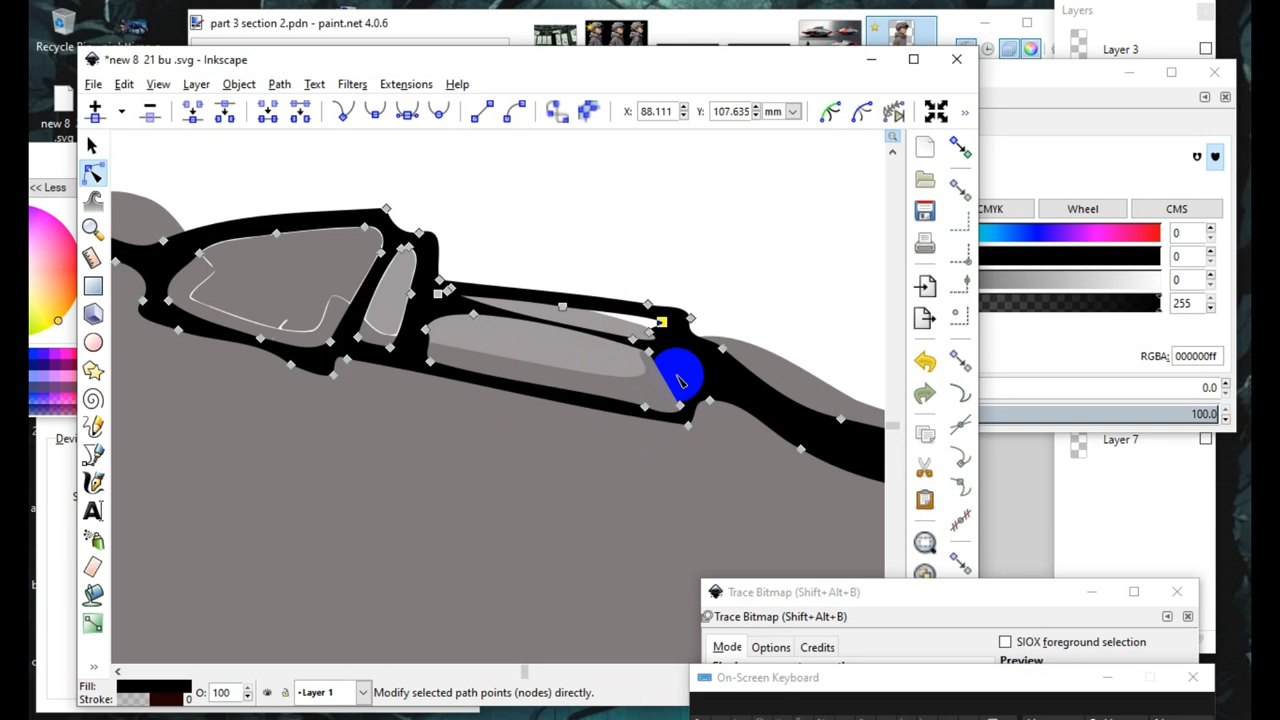 part 3 section 2.pdn - paint.net 4.0.6
Layers
Recycle
Layer 3
*new 8 21 bu .svg - Inkscape
File Edit View Layer Object Path Text Filters Extensions Help
X: 88.111 Y: 107.635 mm
new 8
.svg
<< Less
CMYK Wheel CMS
0
0
0
255
RGBA: 000000ff
0.0
100.0
Layer 7
Devi
Trace Bitmap (Shift+Alt+B)
Trace Bitmap (Shift+Alt+B)
Mode Options Credits
SIOX foreground selection
Preview
On-Screen Keyboard
Fill:
Stroke: 0
O: 100
Layer 1
Modify selected path points (nodes) directly.